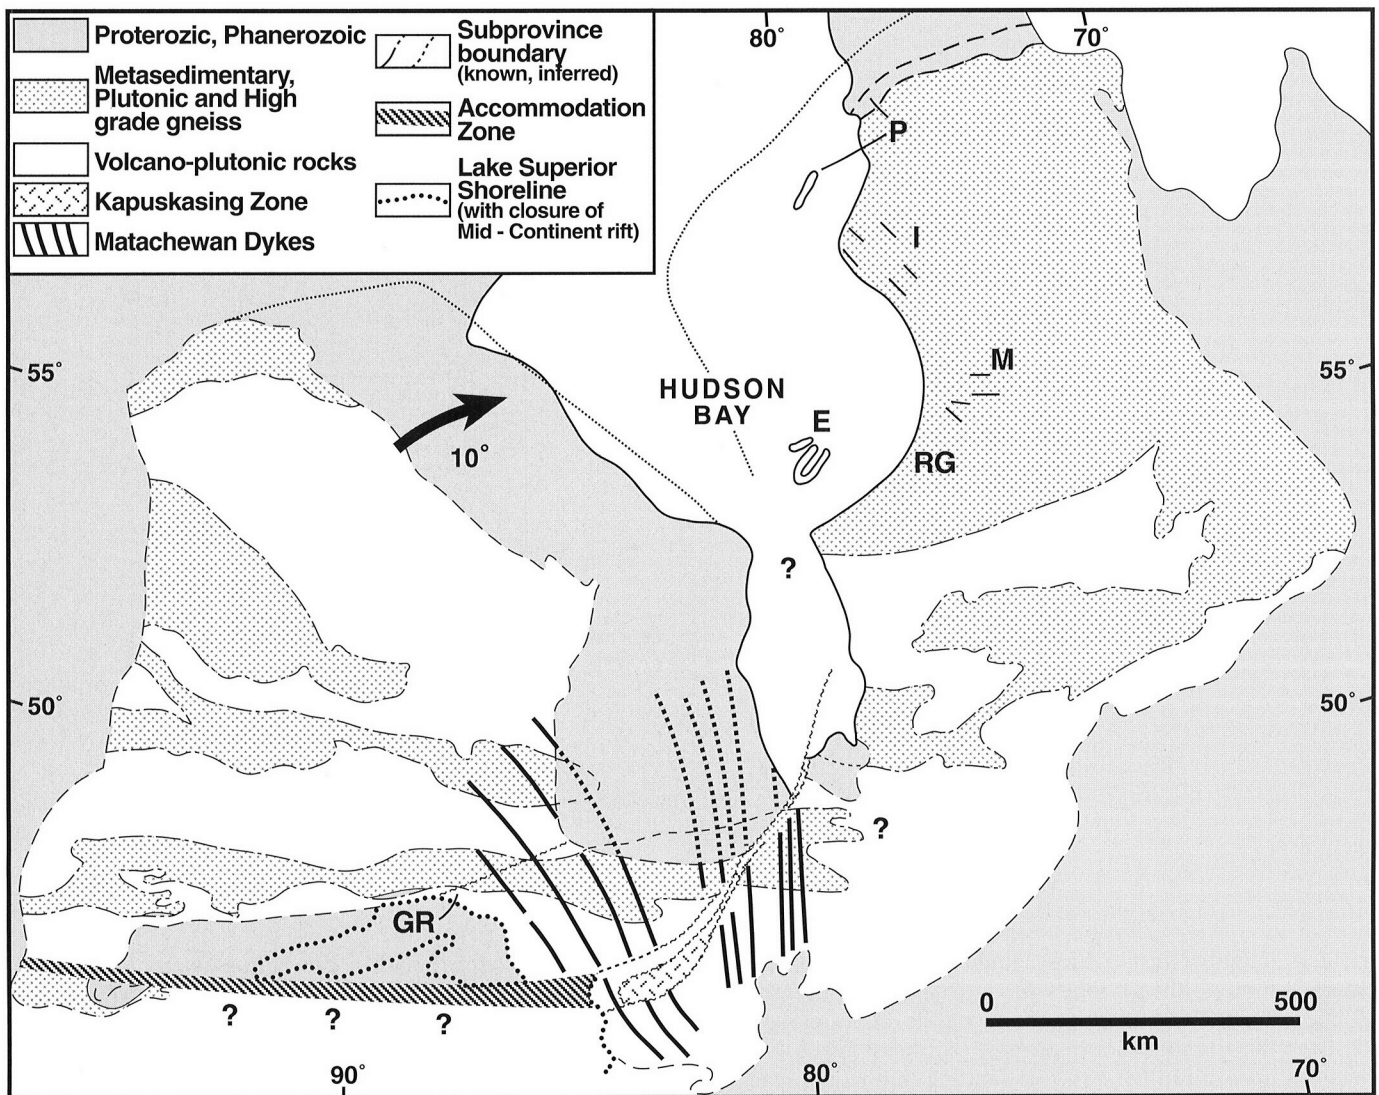 Proterozic, Phanerozoic
Metasedimentary,
Plutonic and High
grade gneiss
Volcano-plutonic rocks
Kapuskasing Zone
Matachewan Dykes
Subprovince
boundary
(known, inferred)
Accommodation
Zone
Lake Superior
Shoreline
(with closure of
Mid - Continent rift)
80°
70°
P
I
M
55°
55°
HUDSON
BAY
E
10°
RG
?
50°
50°
?
GR
?
?
?
0
500
km
90°
80°
70°